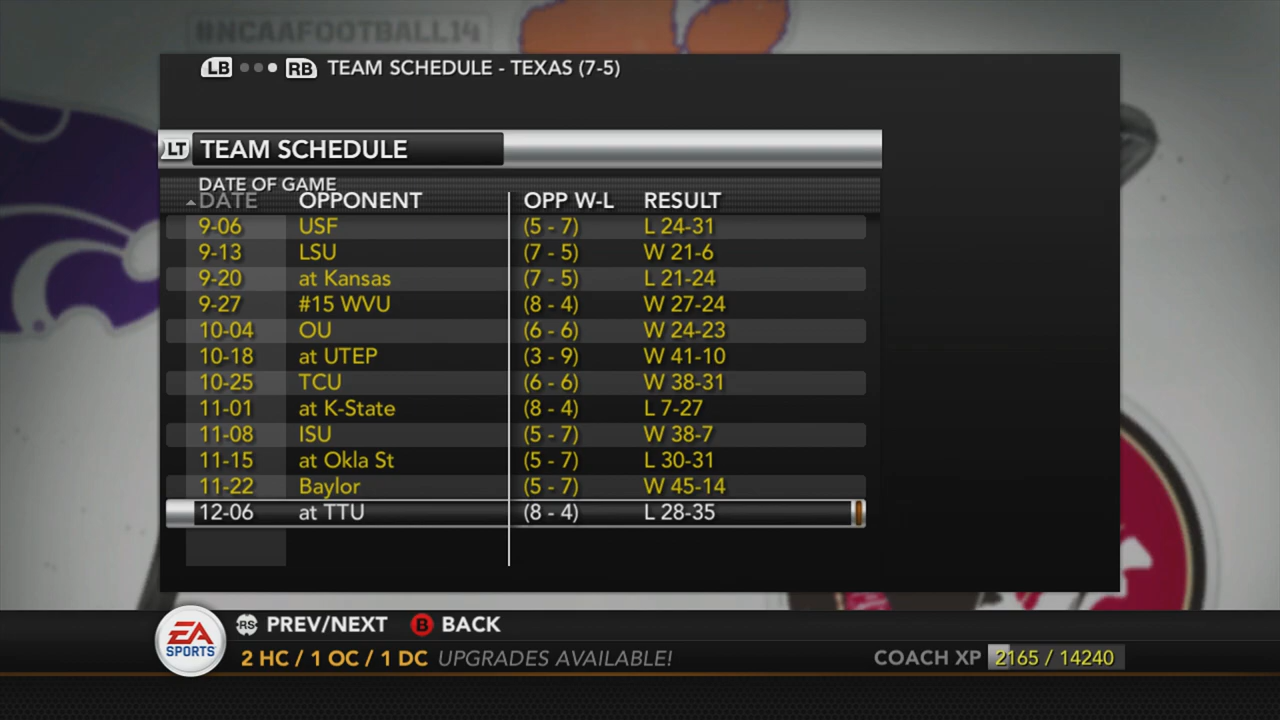 #NCAAFOOTBALL14
LB RB TEAM SCHEDULE - TEXAS (7-5)
LT TEAM SCHEDULE
DATE OF GAME
DATE OPPONENT OPP W-L RESULT
9-06 USF (5 - 7) L 24-31
9-13 LSU (7 - 5) W 21-6
9-20 at Kansas (7 - 5) L 21-24
9-27 #15 WVU (8 - 4) W 27-24
10-04 OU (6 - 6) W 24-23
10-18 at UTEP (3 - 9) W 41-10
10-25 TCU (6 - 6) W 38-31
11-01 at K-State (8 - 4) L 7-27
11-08 ISU (5 - 7) W 38-7
11-15 at Okla St (5 - 7) L 30-31
11-22 Baylor (5 - 7) W 45-14
12-06 at TTU (8 - 4) L 28-35
EA SPORTS
RS PREV/NEXT B BACK
2 HC / 1 OC / 1 DC UPGRADES AVAILABLE!
COACH XP 2165 / 14240